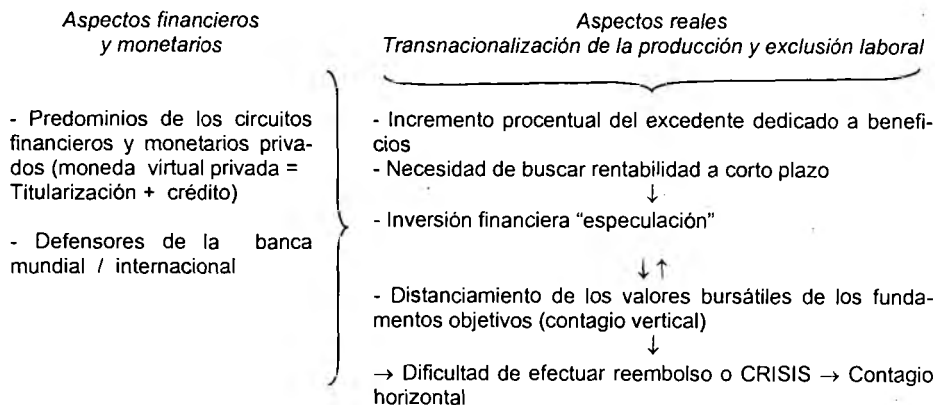 Aspectos financieros
y monetarios
- Predominios de los circuitos
financieros y monetarios priva-
dos (moneda virtual privada =
Titularización + crédito)
- Defensores de la banca
mundial / internacional
Aspectos reales
Transnacionalización de la producción y exclusión laboral
- Incremento procentual del excedente dedicado a benefi-
cios
- Necesidad de buscar rentabilidad a corto plazo
↓
- Inversión financiera “especulación”
↓↑
- Distanciamiento de los valores bursátiles de los funda-
mentos objetivos (contagio vertical)
↓
→ Dificultad de efectuar reembolso o CRISIS → Contagio
horizontal